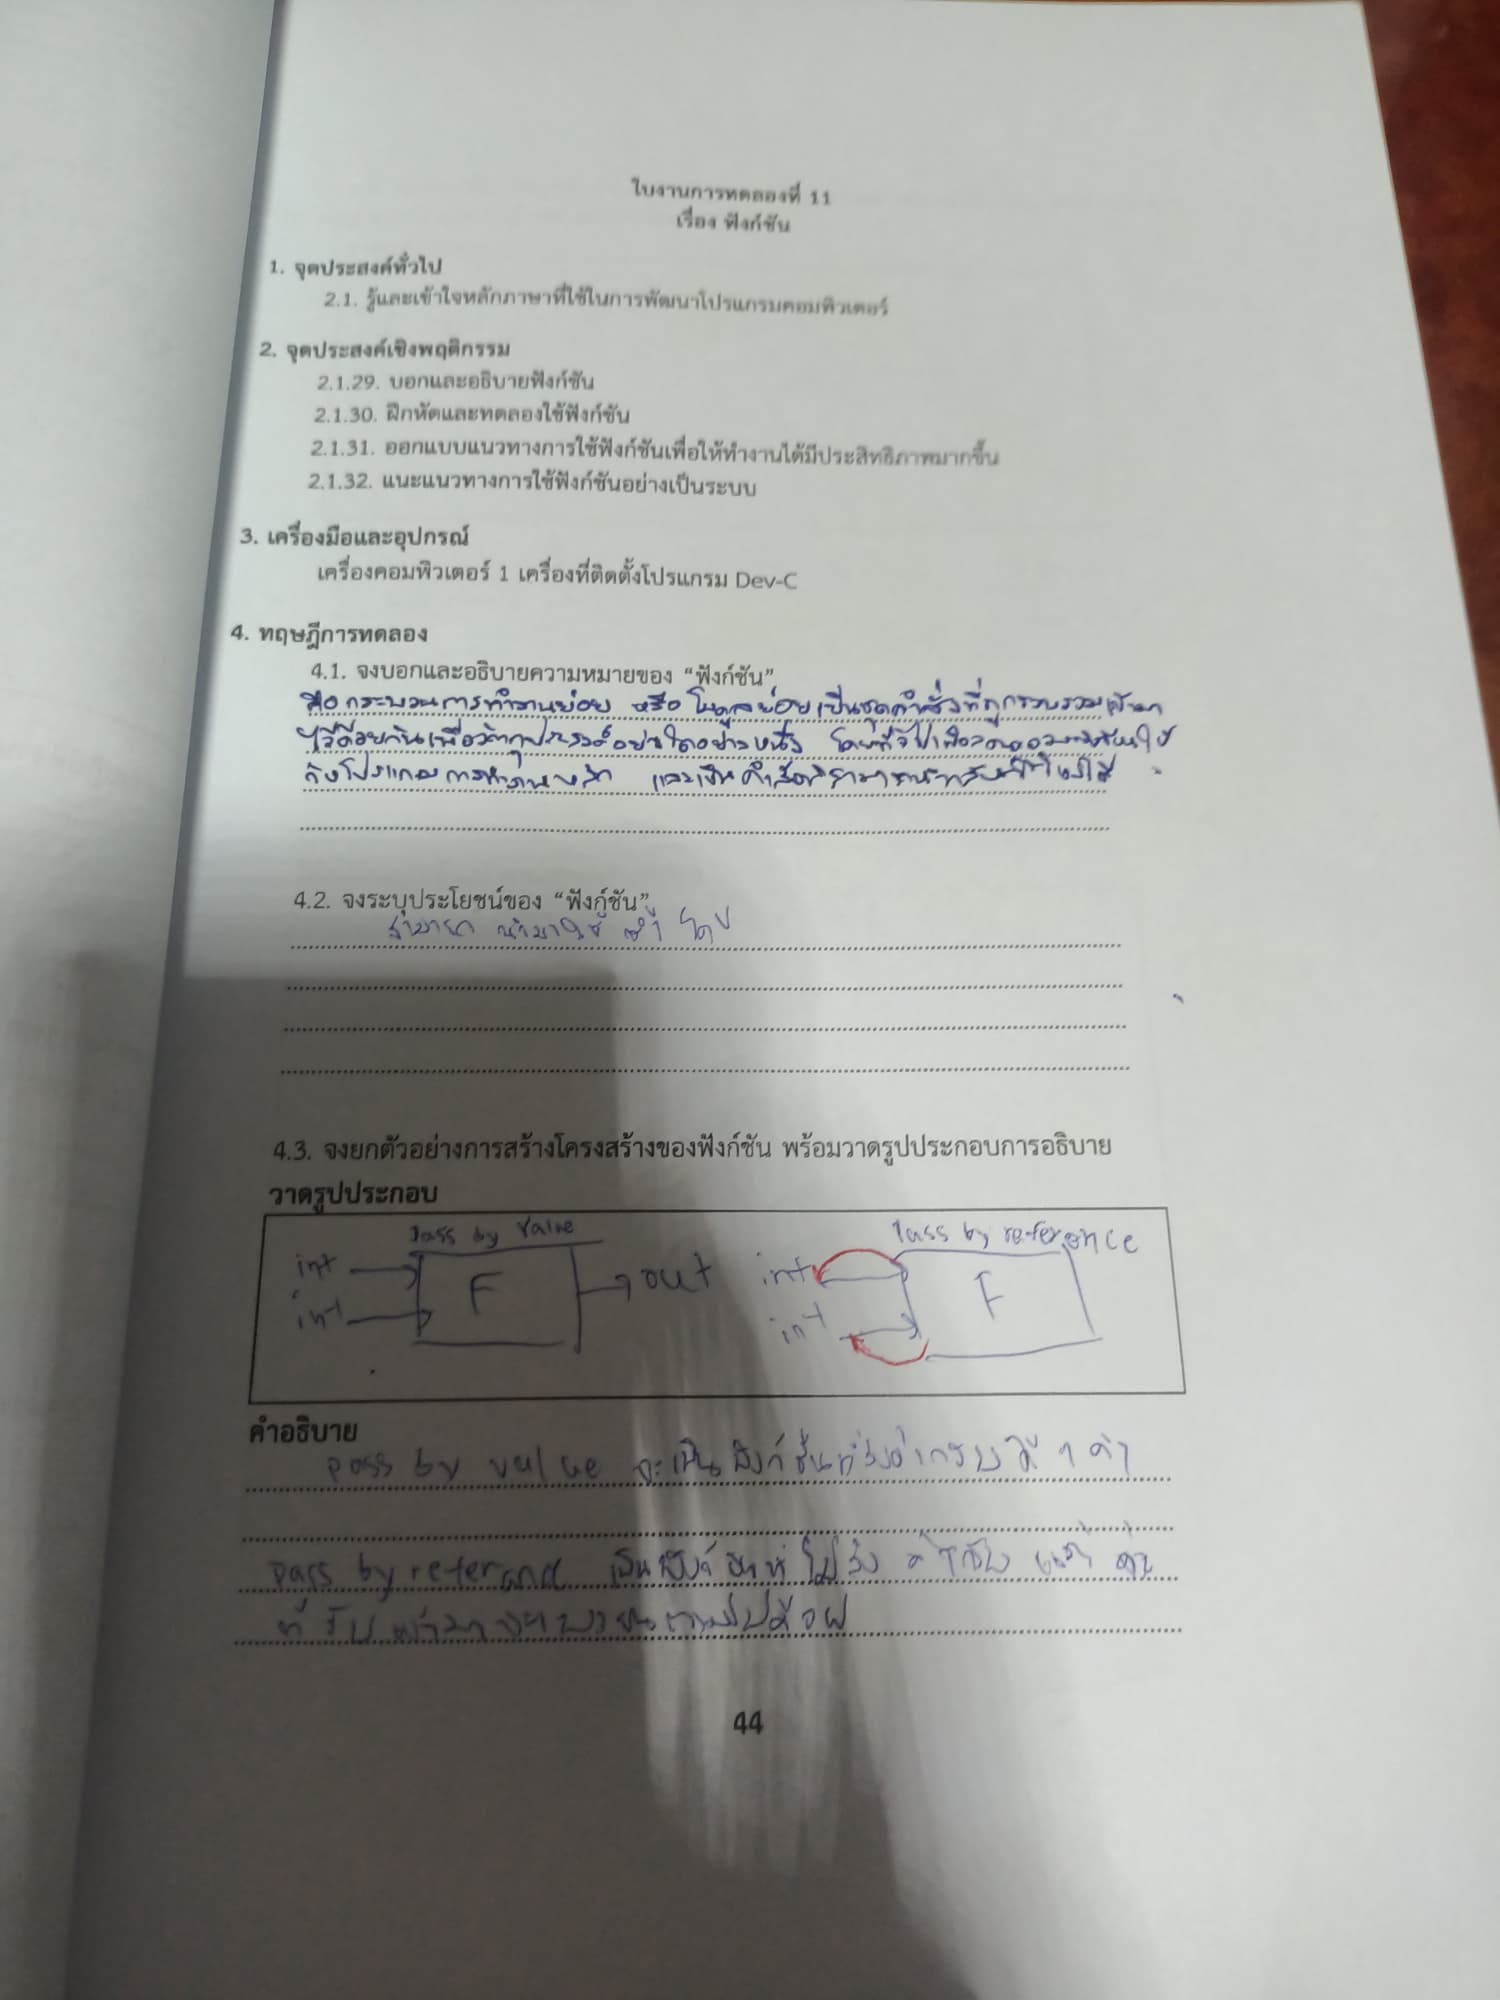 ใบงานการทดลองที่ 11
เรื่อง ฟังก์ชัน
1. จุดประสงค์ทั่วไป
2.1. รู้และเข้าใจหลักภาษาที่ใช้ในการพัฒนาโปรแกรมคอมพิวเตอร์
2. จุดประสงค์เชิงพฤติกรรม
2.1.29. บอกและอธิบายฟังก์ชัน
2.1.30. ฝึกหัดและทดลองใช้ฟังก์ชัน
2.1.31. ออกแบบแนวทางการใช้ฟังก์ชันเพื่อให้ทำงานได้มีประสิทธิภาพมากขึ้น
2.1.32. แนะแนวทางการใช้ฟังก์ชันอย่างเป็นระบบ
3. เครื่องมือและอุปกรณ์
เครื่องคอมพิวเตอร์ 1 เครื่องที่ติดตั้งโปรแกรม Dev-C
4. ทฤษฎีการทดลอง
4.1. จงบอกและอธิบายความหมายของ "ฟังก์ชัน"
คือกระบวนการทำงานย่อย หรือ โมดูลย่อยเป็นชุดคำสั่งที่ถูกรวบรวมเข้ามา
ไว้ด้วยกันเพื่อวัตถุประสงค์อย่างใดอย่างหนึ่ง
โปรแกรมการทำงานหลัก
4.2. จงระบุประโยชน์ของ "ฟังก์ชัน"
สามารถ นำมาใช้ ซ้ำ ได้
4.3. จงยกตัวอย่างการสร้างโครงสร้างของฟังก์ชัน พร้อมวาดรูปประกอบการอธิบาย
วาดรูปประกอบ
Pass by Value Pass by reference
int F out int F
int int
คำอธิบาย
pass by value จะเป็นฟังก์ชันที่ส่งค่า
pass by
44